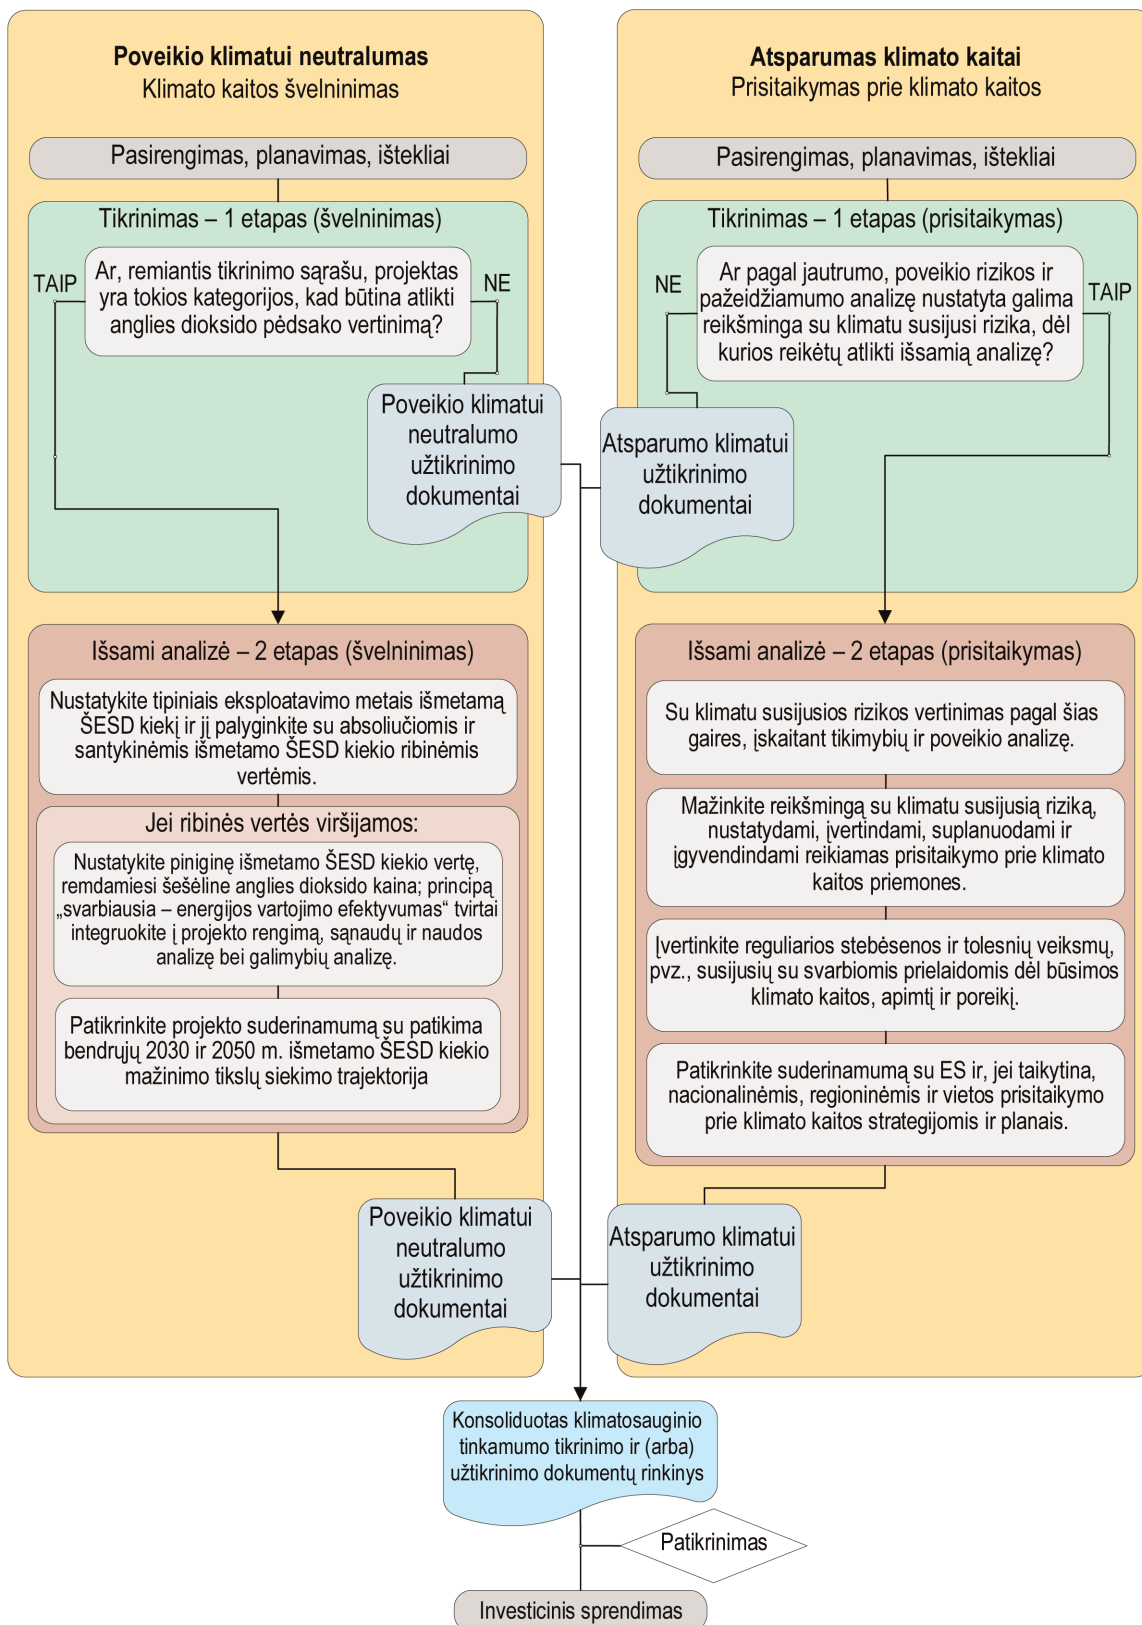 Poveikio klimatui neutralumas
Klimato kaitos švelninimas
Pasirengimas, planavimas, ištekliai
Tikrinimas – 1 etapas (švelninimas)
TAIP
Ar, remiantis tikrinimo sąrašu, projektas
yra tokios kategorijos, kad būtina atlikti
anglies dioksido pėdsako vertinimą?
NE
Poveikio klimatui
neutralumo
užtikrinimo
dokumentai
Išsami analizė – 2 etapas (švelninimas)
Nustatykite tipiniais eksploatavimo metais išmetamą
ŠESD kiekį ir jį palyginkite su absoliučiomis ir
santykinėmis išmetamo ŠESD kiekio ribinėmis
vertėmis.
Jei ribinės vertės viršijamos:
Nustatykite piniginę išmetamo ŠESD kiekio vertę,
remdamiesi šešėline anglies dioksido kaina; principą
„svarbiausia – energijos vartojimo efektyvumas“ tvirtai
integruokite į projekto rengimą, sąnaudų ir naudos
analizę bei galimybių analizę.
Patikrinkite projekto suderinamumą su patikima
bendrųjų 2030 ir 2050 m. išmetamo ŠESD kiekio
mažinimo tikslų siekimo trajektorija
Poveikio klimatui
neutralumo
užtikrinimo
dokumentai
Atsparumas klimato kaitai
Prisitaikymas prie klimato kaitos
Pasirengimas, planavimas, ištekliai
Tikrinimas – 1 etapas (prisitaikymas)
NE
Ar pagal jautrumo, poveikio rizikos ir
pažeidžiamumo analizę nustatyta galima
reikšminga su klimatu susijusi rizika, dėl
kurios reikėtų atlikti išsamią analizę?
TAIP
Atsparumo klimatui
užtikrinimo
dokumentai
Išsami analizė – 2 etapas (prisitaikymas)
Su klimatu susijusios rizikos vertinimas pagal šias
gaires, įskaitant tikimybių ir poveikio analizę.
Mažinkite reikšmingą su klimatu susijusią riziką,
nustatydami, įvertindami, suplanuodami ir
įgyvendindami reikiamas prisitaikymo prie klimato
kaitos priemones.
Įvertinkite reguliarios stebėsenos ir tolesnių veiksmų,
pvz., susijusių su svarbiomis prielaidomis dėl būsimos
klimato kaitos, apimtį ir poreikį.
Patikrinkite suderinamumą su ES ir, jei taikytina,
nacionalinėmis, regioninėmis ir vietos prisitaikymo
prie klimato kaitos strategijomis ir planais.
Atsparumo klimatui
užtikrinimo
dokumentai
Konsoliduotas klimatosauginio
tinkamumo tikrinimo ir (arba)
užtikrinimo dokumentų rinkinys
Patikrinimas
Investicinis sprendimas